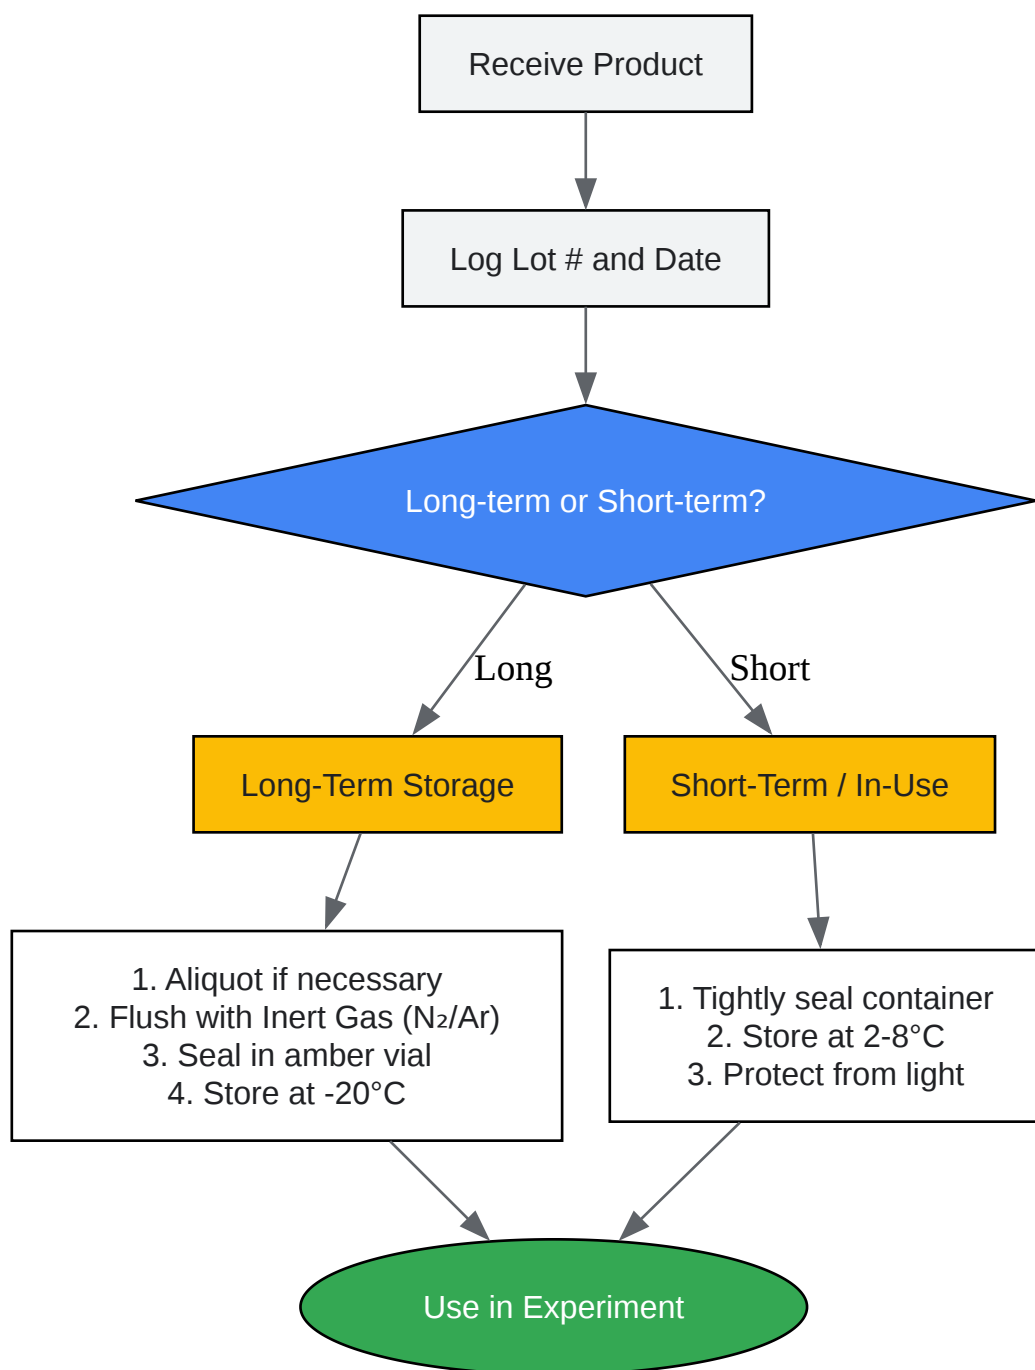 Receive Product
Log Lot # and Date
Long-term or Short-term?
Long
Short
Long-Term Storage
Short-Term / In-Use
1. Aliquot if necessary
2. Flush with Inert Gas (N₂/Ar)
3. Seal in amber vial
4. Store at -20°C
1. Tightly seal container
2. Store at 2-8°C
3. Protect from light
Use in Experiment